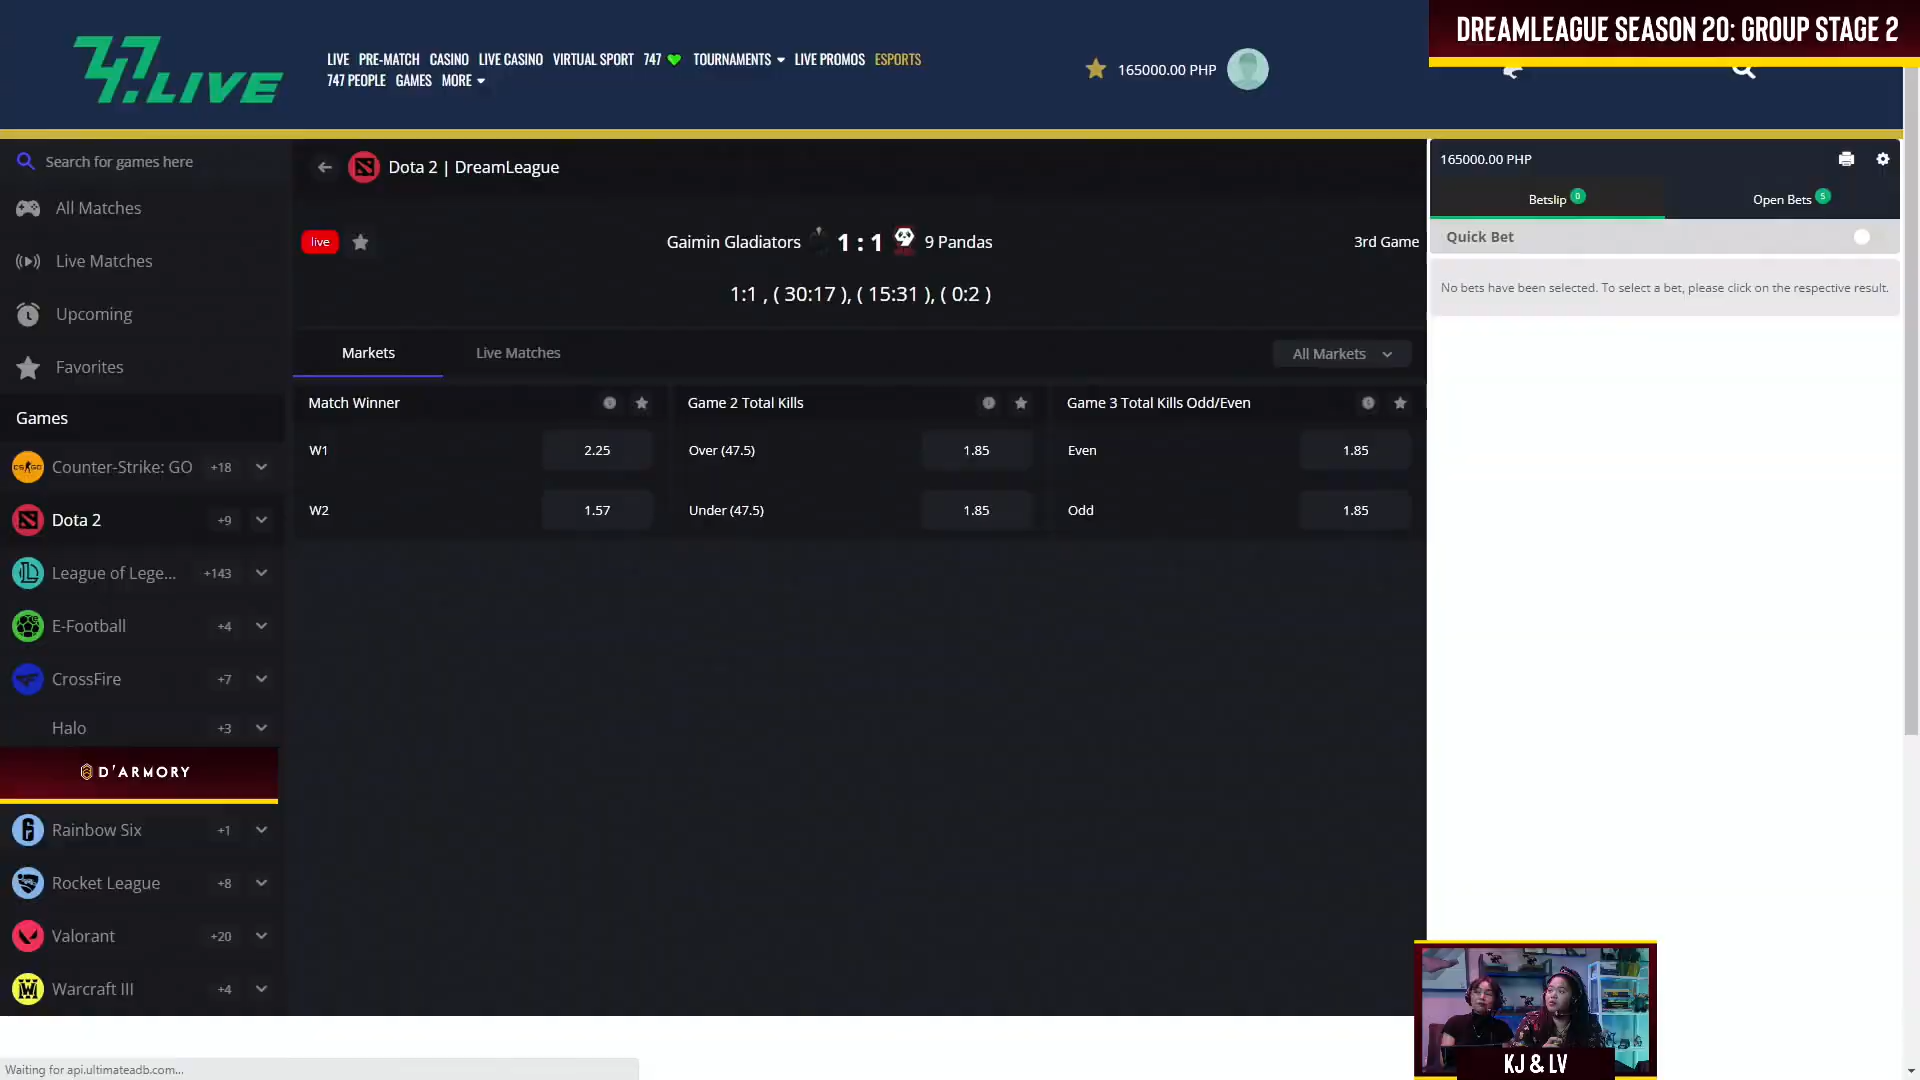 DREAMLEAGUE SEASON 20: GROUP STAGE 2
747.LIVE
LIVE PRE-MATCH CASINO LIVE CASINO VIRTUAL SPORT 747 TOURNAMENTS LIVE PROMOS ESPORTS
747 PEOPLE GAMES MORE
165000.00 PHP
Search for games here
All Matches
Live Matches
Upcoming
Favorites
Games
CS:GO Counter-Strike: GO +18
Dota 2 +9
League of Lege... +143
E-Football +4
CrossFire +7
Halo +3
D'ARMORY
Rainbow Six +1
Rocket League +8
Valorant +20
Warcraft III +4
Dota 2 | DreamLeague
live
Gaimin Gladiators 1 : 1 9 Pandas
3rd Game
1:1 , ( 30:17 ), ( 15:31 ), ( 0:2 )
Markets Live Matches All Markets
Match Winner
W1 2.25
W2 1.57
Game 2 Total Kills
Over (47.5) 1.85
Under (47.5) 1.85
Game 3 Total Kills Odd/Even
Even 1.85
Odd 1.85
165000.00 PHP
Betslip 0
Open Bets 5
Quick Bet
No bets have been selected. To select a bet, please click on the respective result.
KJ & LV
Waiting for api.ultimateadb.com...